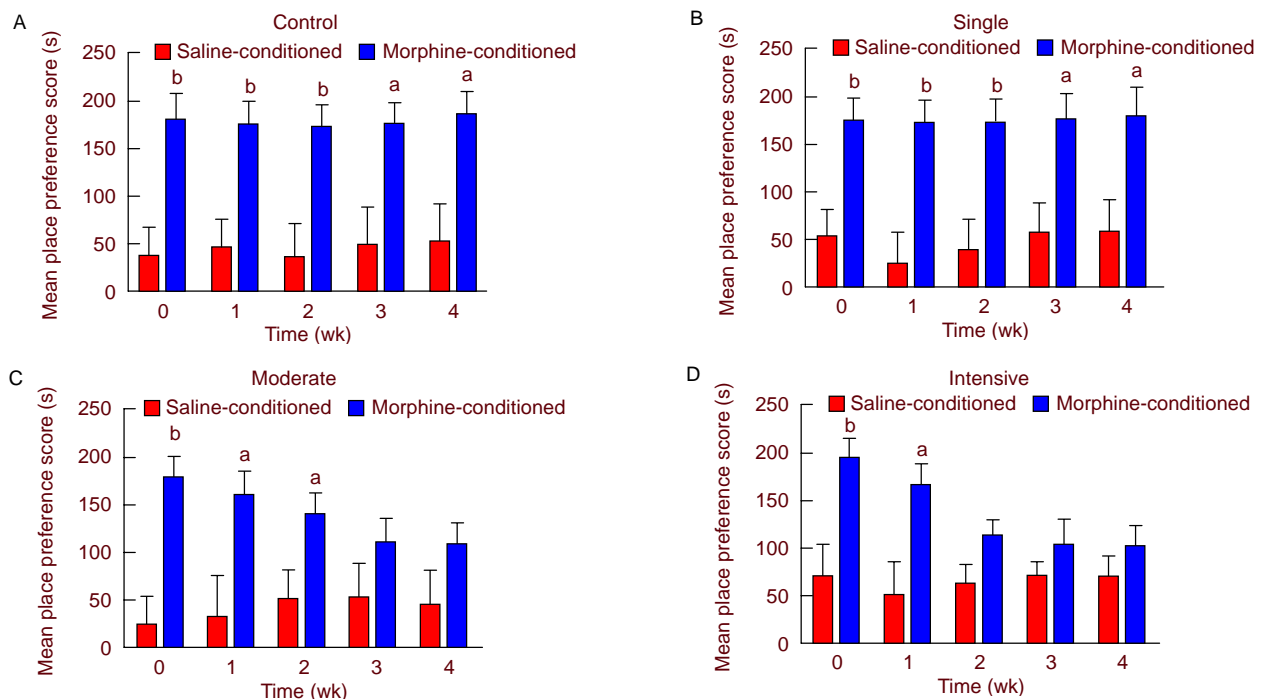 A
Control
Mean place preference score (s)
250
200
150
100
50
0
Saline-conditioned Morphine-conditioned
b b b a a
0 1 2 3 4
Time (wk)
B
Single
Mean place preference score (s)
250
200
150
100
50
0
Saline-conditioned Morphine-conditioned
b b b a a
0 1 2 3 4
Time (wk)
C
Moderate
Mean place preference score (s)
250
200
150
100
50
0
Saline-conditioned Morphine-conditioned
b a a
0 1 2 3 4
Time (wk)
D
Intensive
Mean place preference score (s)
250
200
150
100
50
0
Saline-conditioned Morphine-conditioned
b a
0 1 2 3 4
Time (wk)